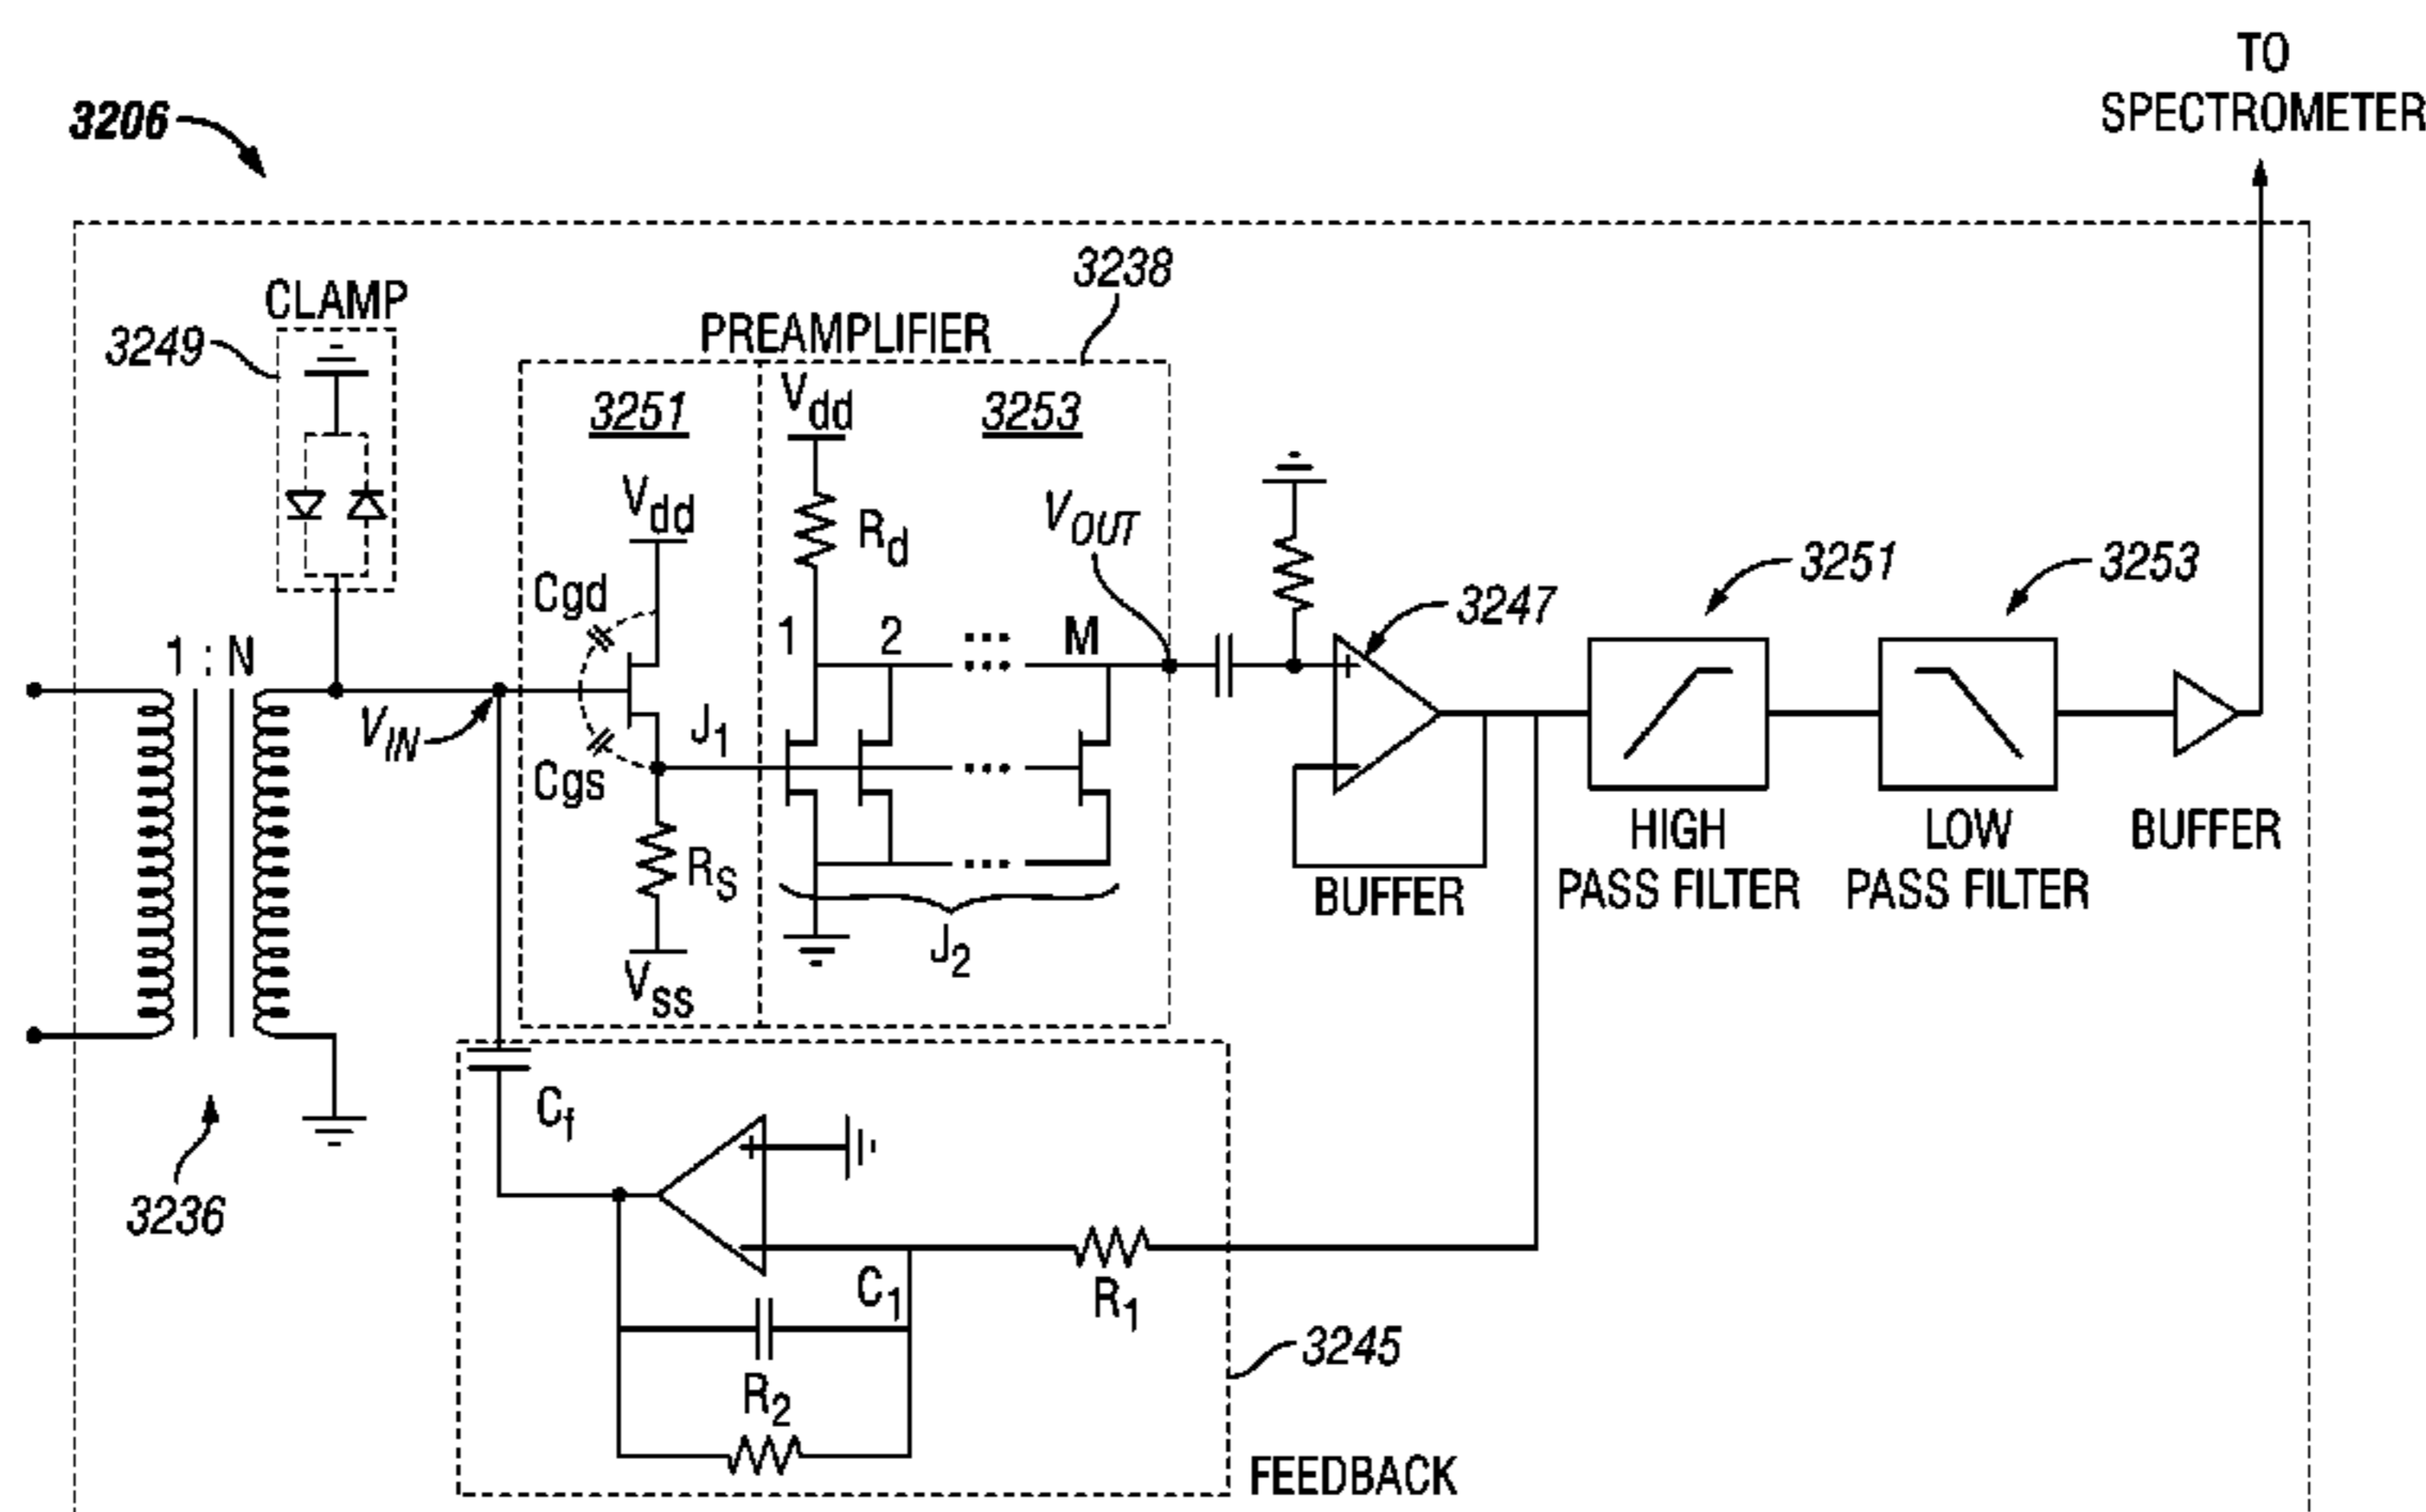 TO
SPECTROMETER
3206
3238
CLAMP
3249
PREAMPLIFIER
3251
Vdd
3253
Vdd
Rd
VOUT
Cgd
3247
3251
3253
1 : N
1 2 ... M
...
+
VIN
J1
Cgs
...
HIGH
PASS FILTER
LOW
PASS FILTER
BUFFER
RS
...
BUFFER
J2
Vss
Cf
+
3236
C1
R1
3245
R2
FEEDBACK